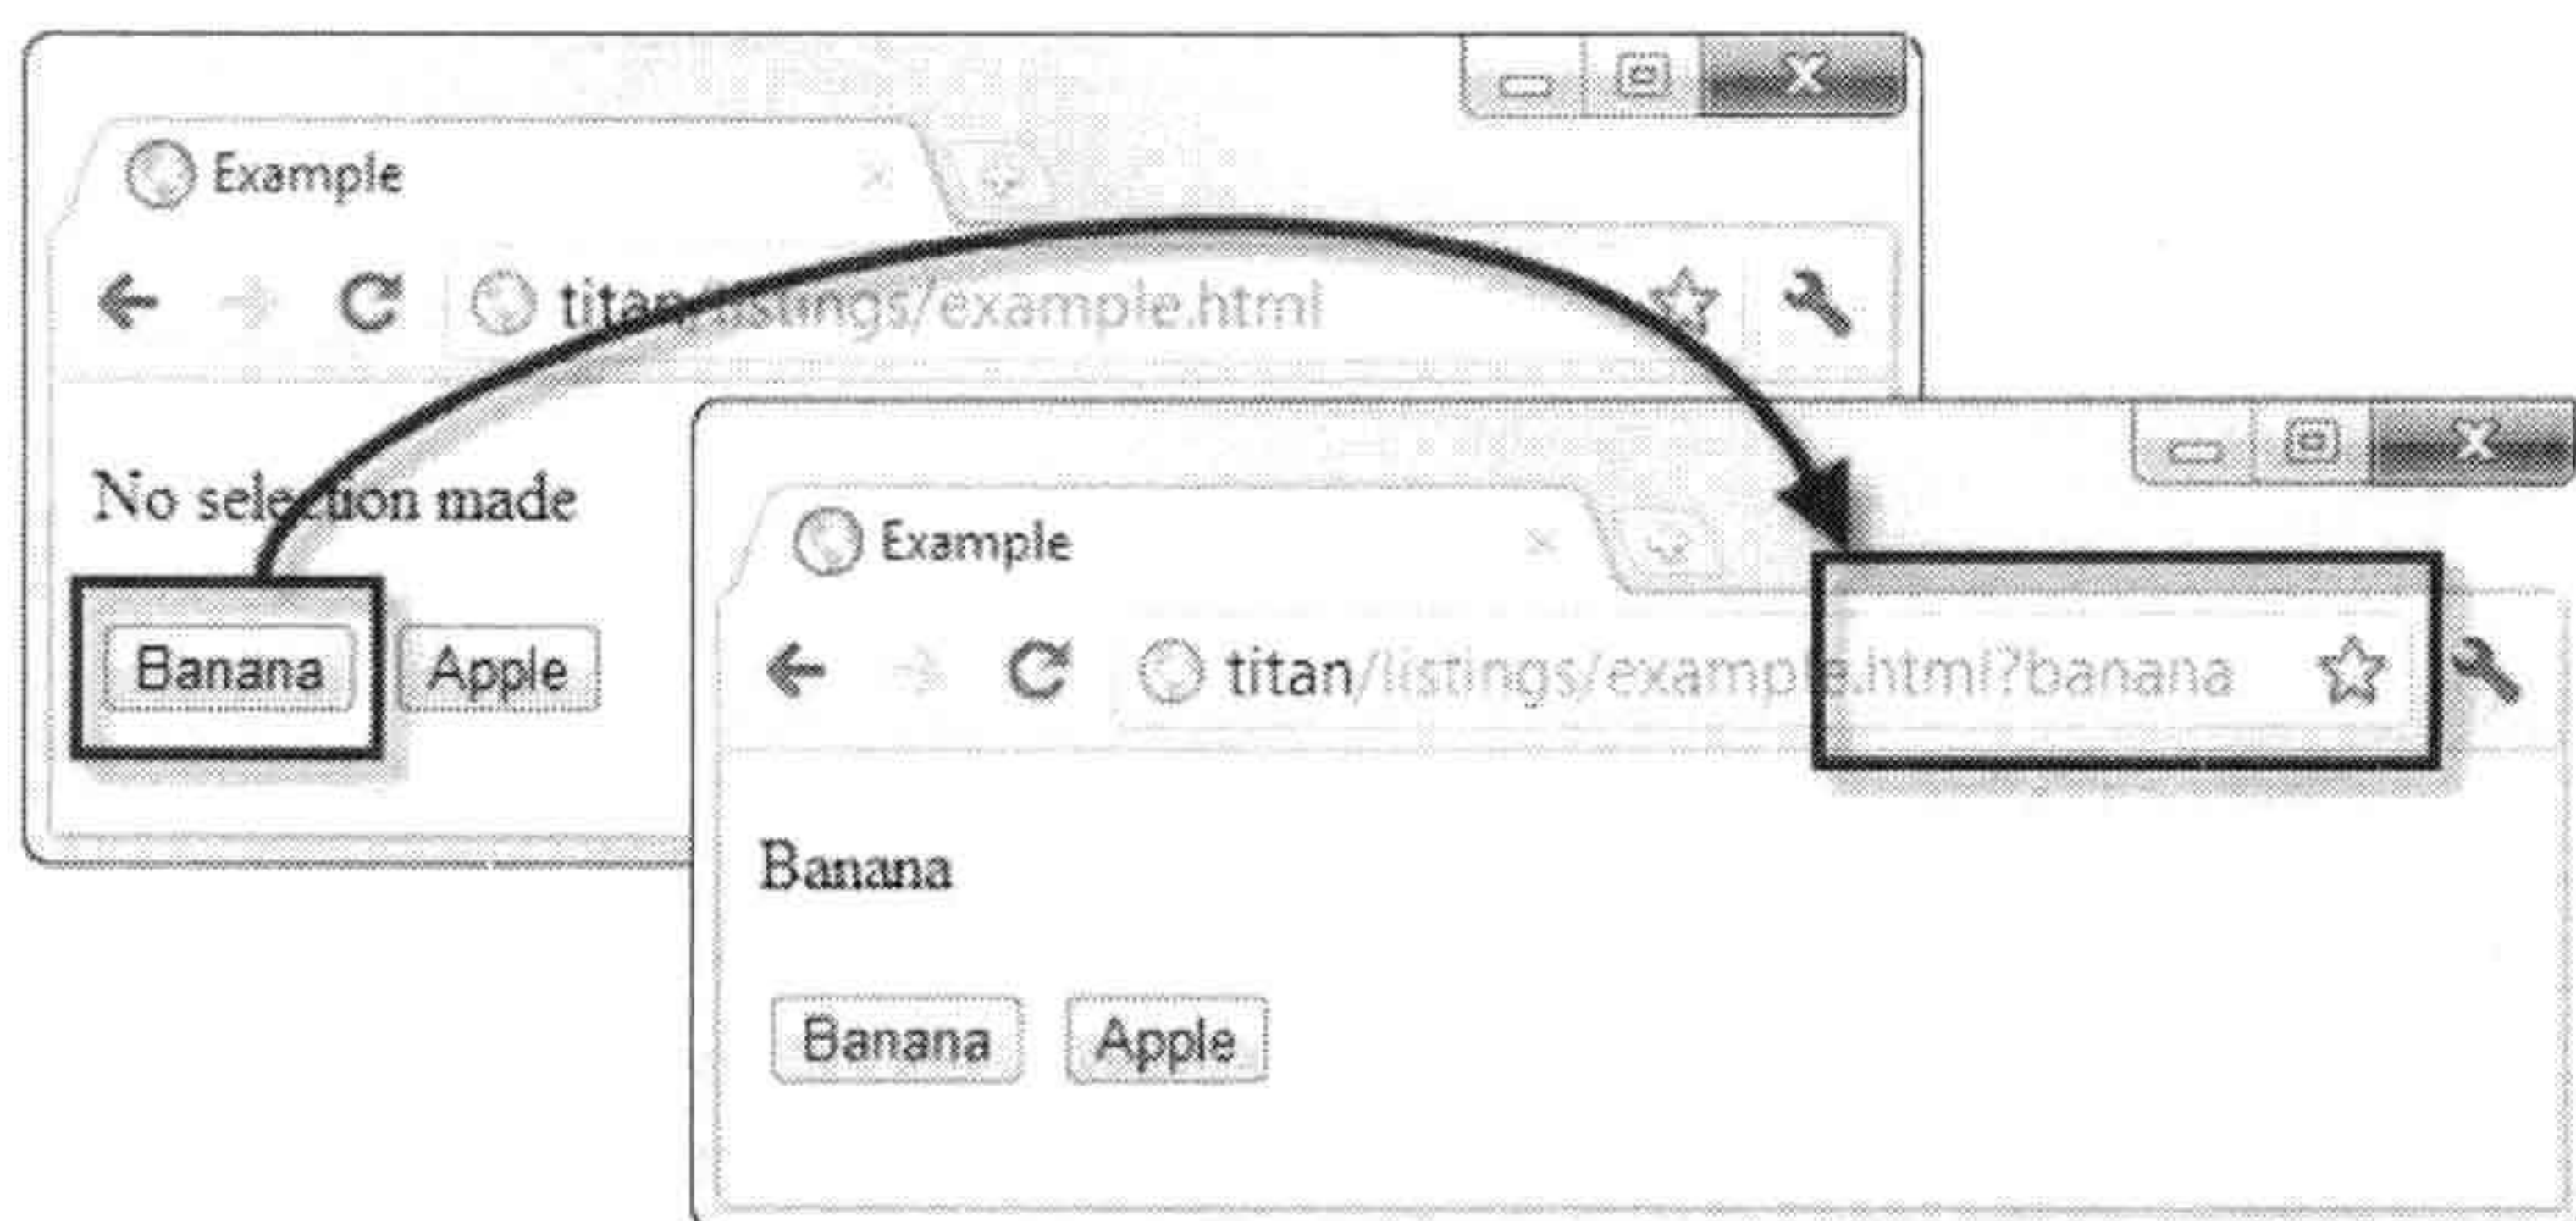 Example
titan/listings/example.html
No selection made
Banana Apple
Example
titan/listings/example.html?banana
Banana
Banana Apple